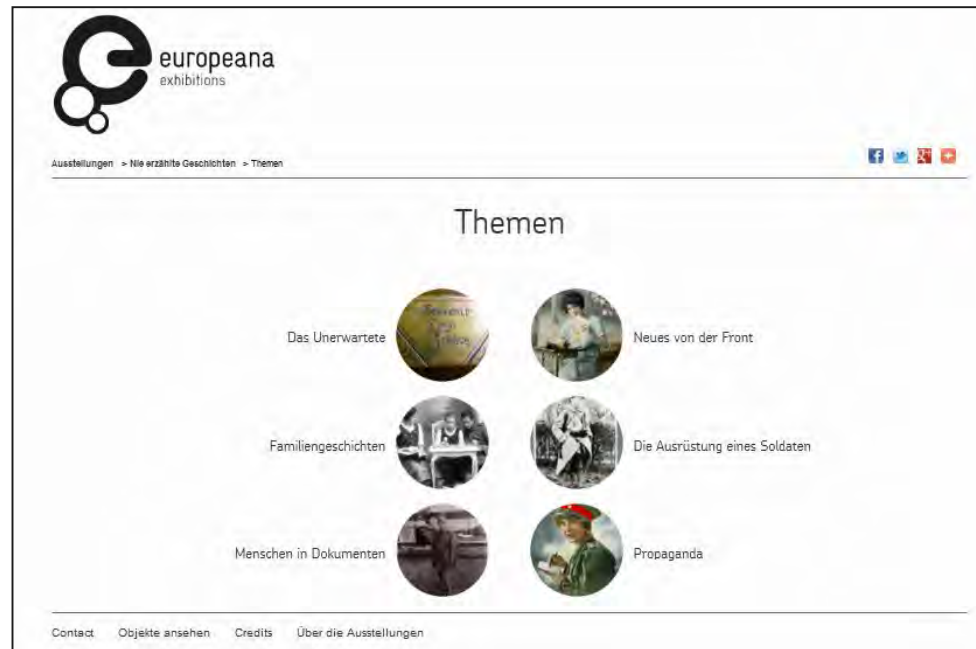 europeana
exhibitions
Ausstellungen > Nie erzählte Geschichten > Themen
Themen
Das Unerwartete
Neues von der Front
Familiengeschichten
Die Ausrüstung eines Soldaten
Menschen in Dokumenten
Propaganda
Contact Objekte ansehen Credits Über die Ausstellungen